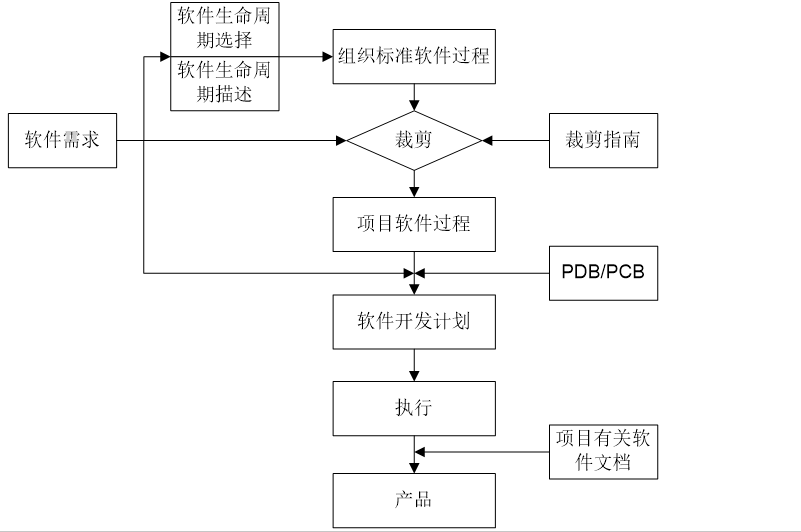 软件生命周
期选择
软件生命周
期描述
组织标准软件过程
软件需求
裁剪
裁剪指南
项目软件过程
PDB/PCB
软件开发计划
执行
项目有关软
件文档
产品